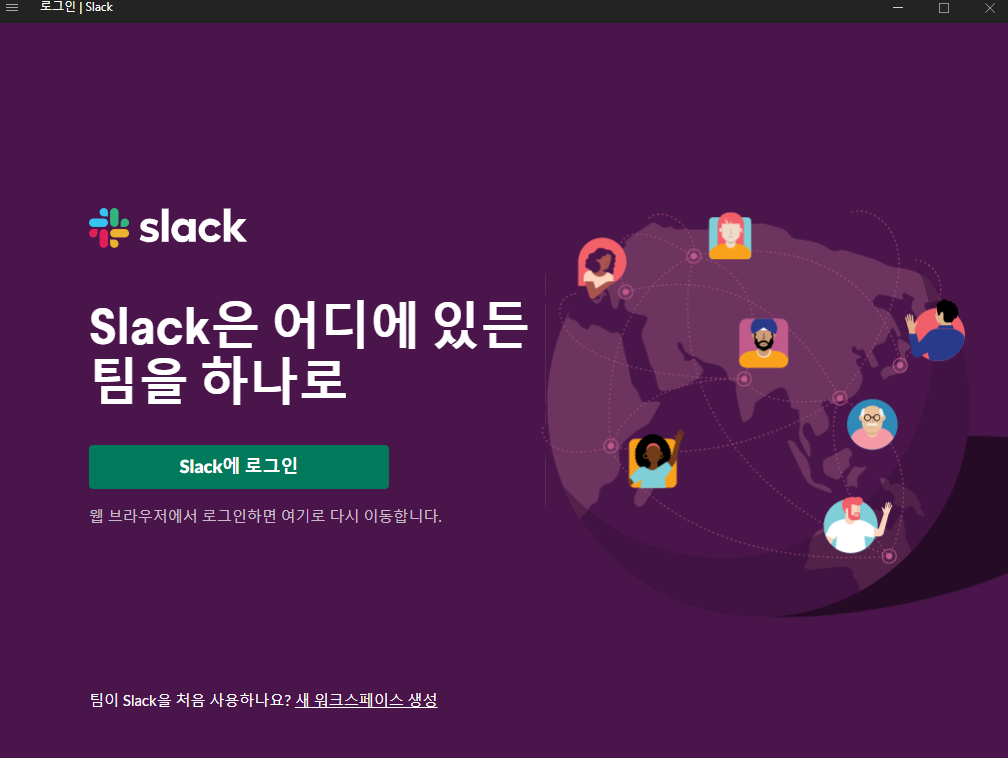 로그인 | Slack
slack
Slack은 어디에 있든
팀을 하나로
Slack에 로그인
웹 브라우저에서 로그인하면 여기로 다시 이동합니다.
팀이 Slack을 처음 사용하나요? 새 워크스페이스 생성